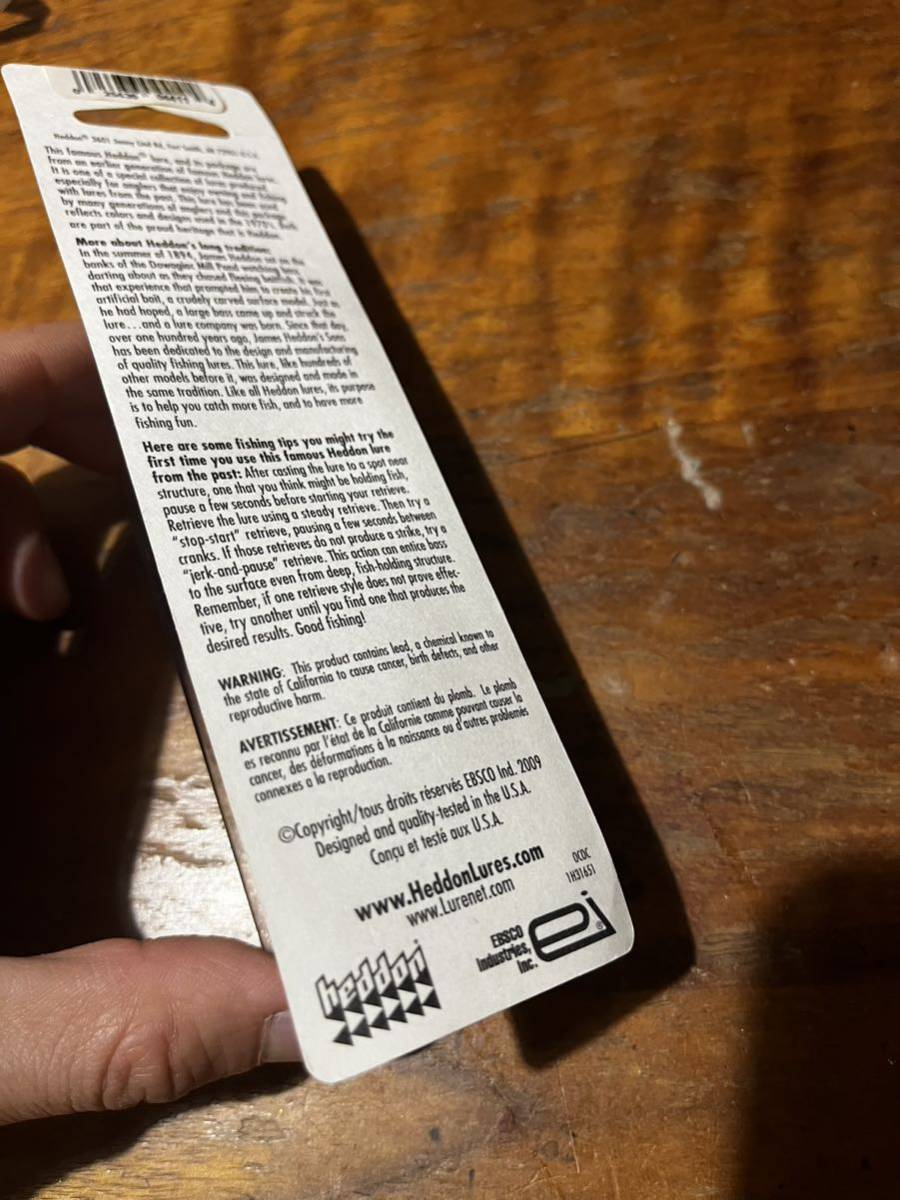 Heddon
This famous Heddon™ lure, and its package are
from an earlier generation of famous Heddon lures.
It is one of a special collection of lures produced
especially for anglers that enjoy owning and fishing
with lures from the past. This lure has been used
by many generations of anglers and this package
reflects colors and designs used in the 1970's. Both
are part of the proud heritage that is Heddon.
More about Heddon's long tradition:
In the summer of 1894, James Heddon sat on the
banks of the Dowagiac Mill Pond watching bass
darting about as they chased fleeing baitfish. It was
that experience that prompted him to create his first
artificial bait, a crudely carved surface model. Just as
he had hoped, a large bass came up and struck the
lure...and a lure company was born. Since that day,
over one hundred years ago, James Heddon's Sons
has been dedicated to the design and manufacturing
of quality fishing lures. This lure, like hundreds of
other models before it, was designed and made in
the same tradition. Like all Heddon lures, its purpose
is to help you catch more fish, and to have more
fishing fun.
Here are some fishing tips you might try the
first time you use this famous Heddon lure
from the past: After casting the lure to a spot near
structure, one that you think might be holding fish,
pause a few seconds before starting your retrieve.
Retrieve the lure using a steady retrieve. Then try a
"stop-start" retrieve, pausing a few seconds between
cranks. If those retrieves do not produce a strike, try a
"jerk-and-pause" retrieve. This action can entice bass
to the surface even from deep, fish-holding structure.
Remember, if one retrieve style does not prove effec-
tive, try another until you find one that produces the
desired results. Good fishing!
WARNING: This product contains lead, a chemical known to
the state of California to cause cancer, birth defects, and other
reproductive harm.
AVERTISSEMENT: Ce produit contient du plomb. Le plomb
es reconnu par l'état de la Californie comme pouvant causer la
cancer, des déformations à la naissance ou d'autres problemés
connexes a la reproduction.
©Copyright/tous droits réservés EBSCO Ind. 2009
Designed and quality-tested in the U.S.A.
Conçu et testé aux U.S.A.
www.HeddonLures.com
www.Lurenet.com
OCDC
1H31651
heddon
EBSCO
Industries,
Inc.
ei®